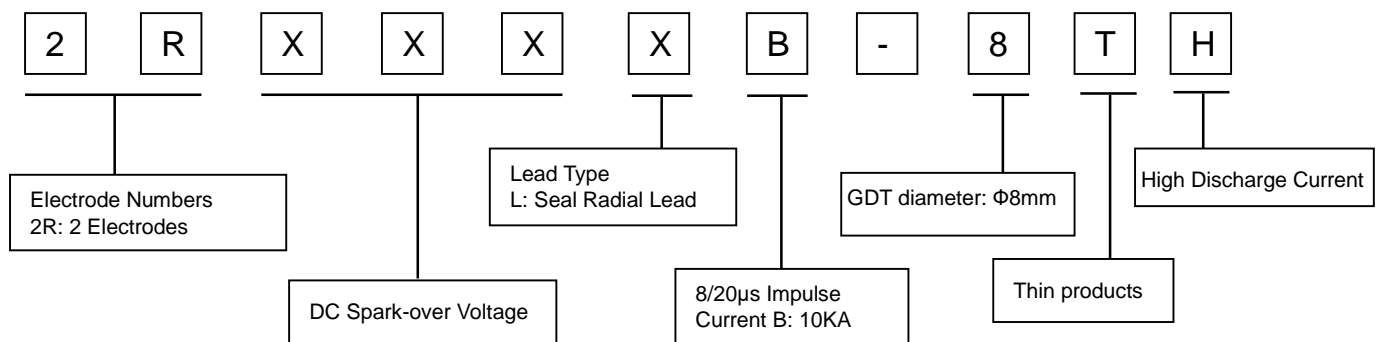 2 R X X X X B - 8 T H
Electrode Numbers
2R: 2 Electrodes
DC Spark-over Voltage
Lead Type
L: Seal Radial Lead
8/20μs Impulse
Current B: 10KA
GDT diameter: Φ8mm
Thin products
High Discharge Current